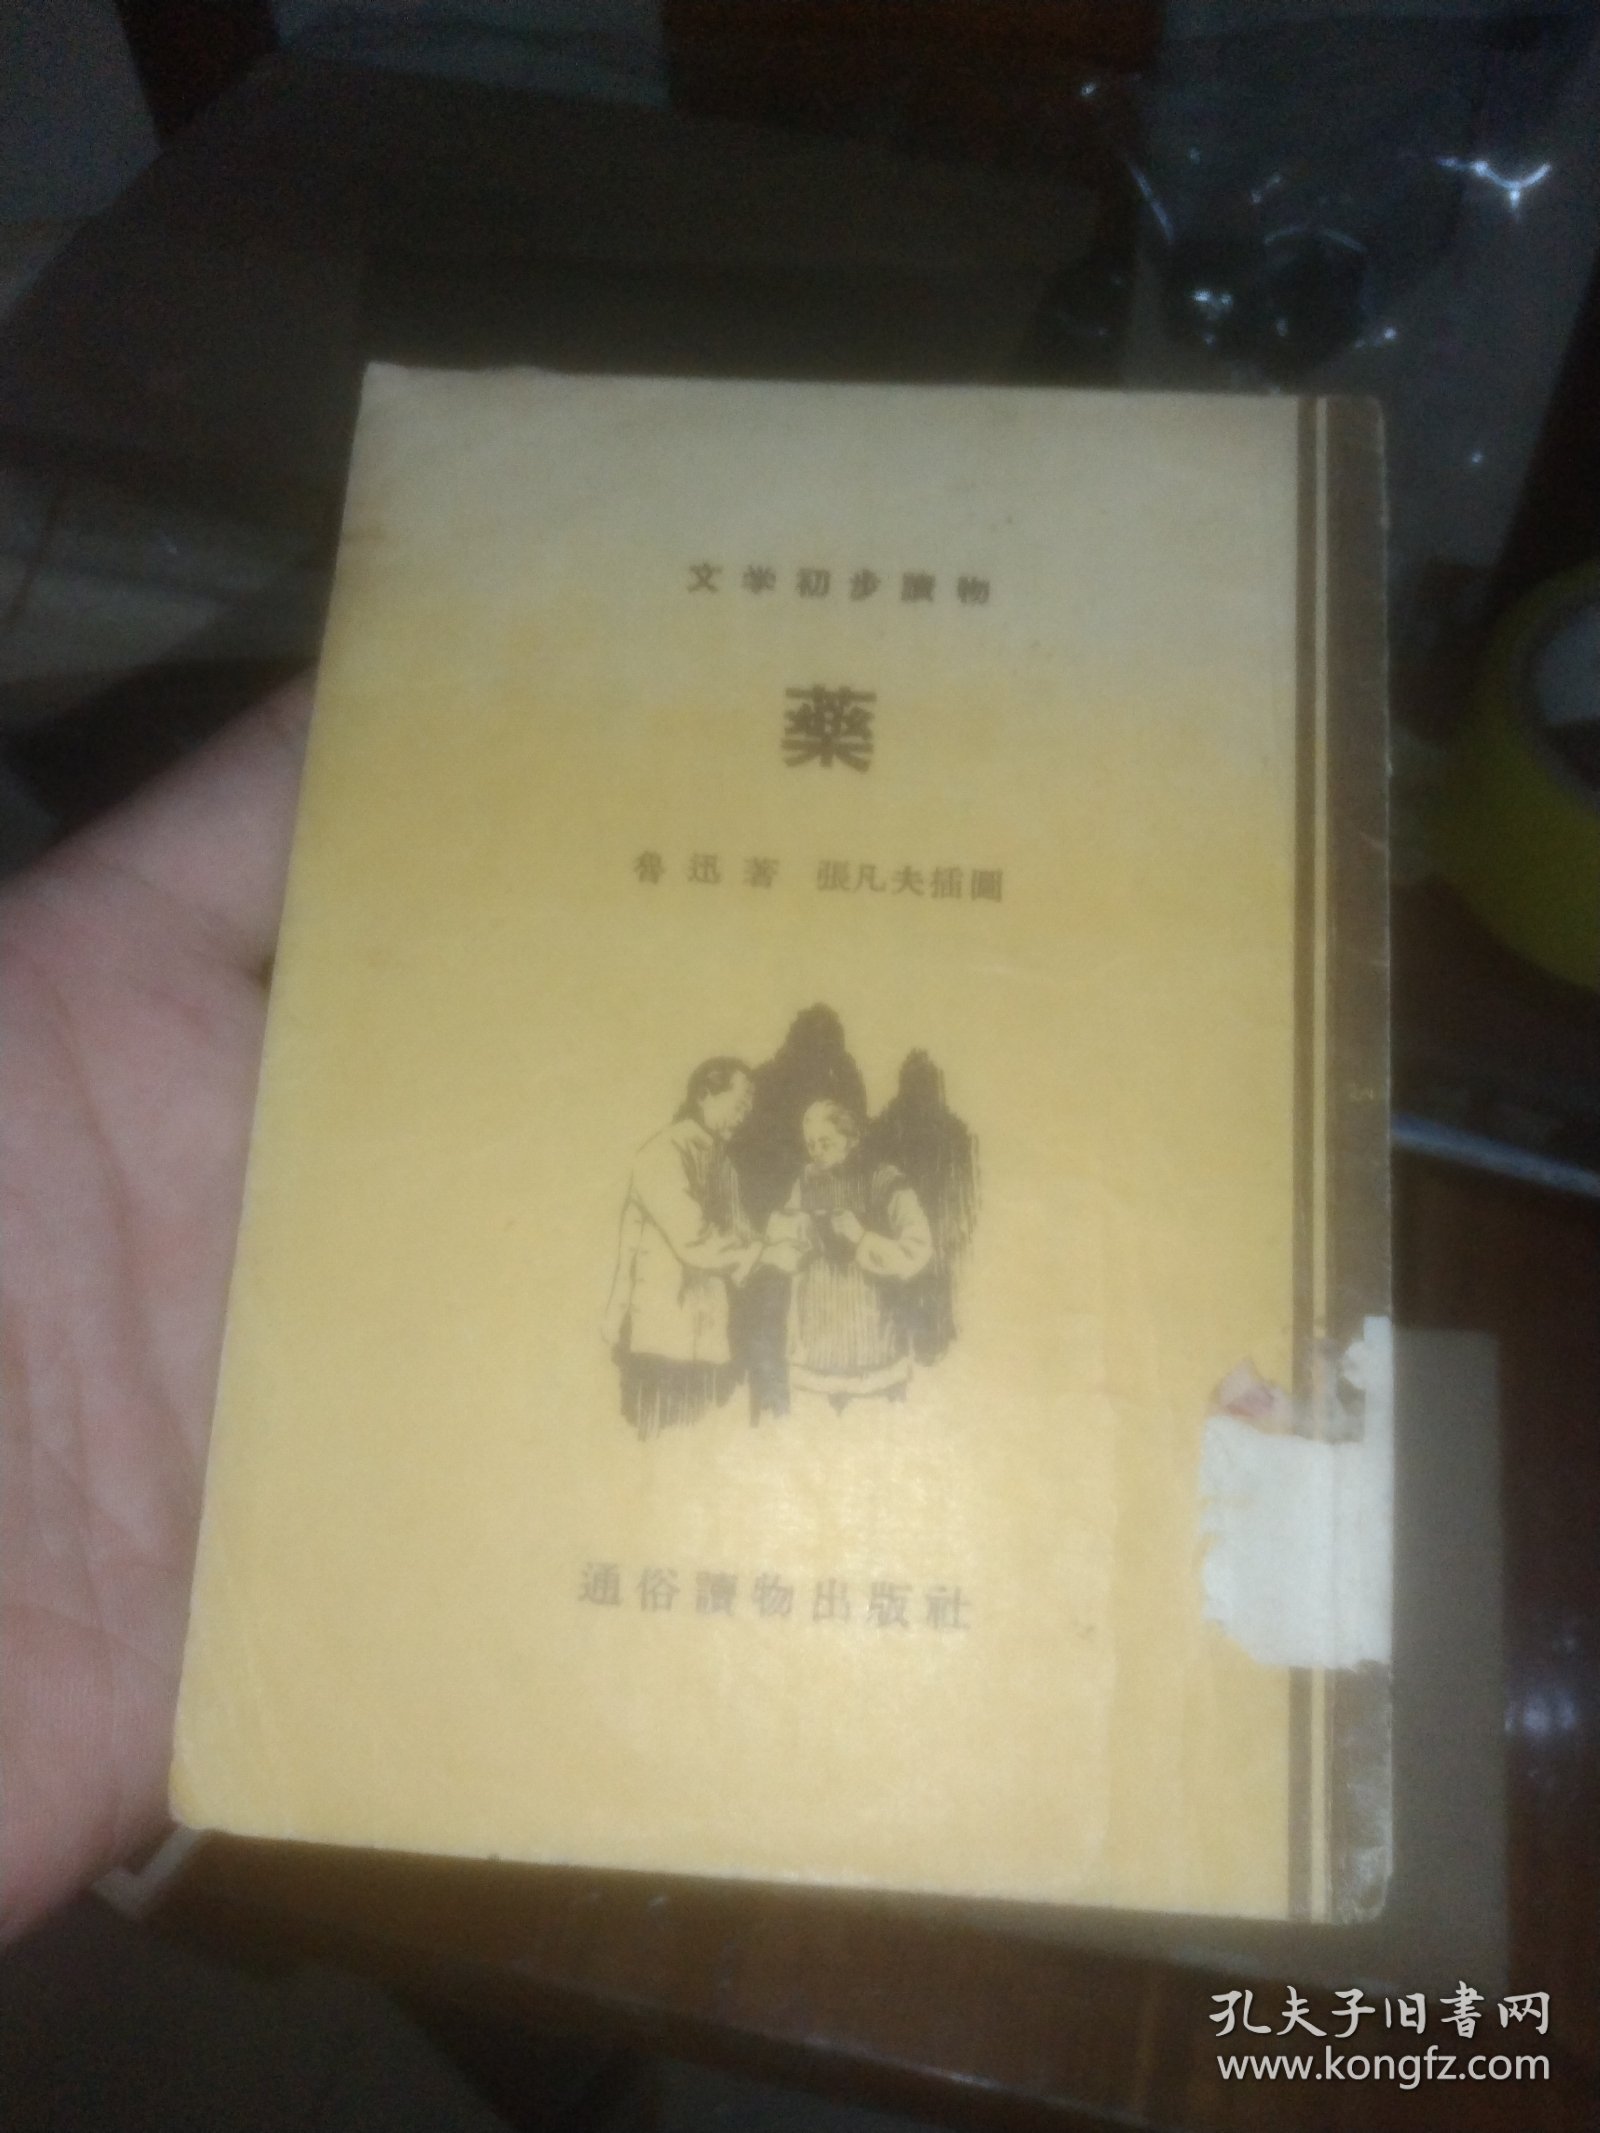 文学初步讀物
藥
魯迅著 張凡夫插圖
通俗讀物出版社
孔夫子旧書网
www.kongfz.com